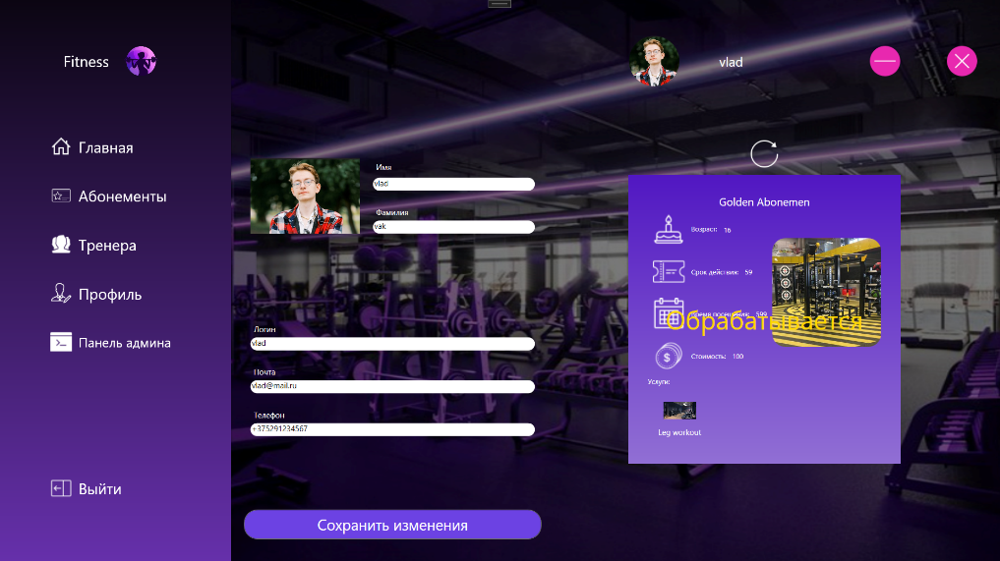 Fitness
vlad
Главная
Абонементы
Тренера
Профиль
Панель админа
Выйти
Имя
vlad
Фамилия
vak
Логин
vlad
Почта
vlad@mail.ru
Телефон
+375291234567
Сохранить изменения
Golden Abonemen
Возраст: 16
Срок действия: 59
Время посещения: 599
Обрабатывается
Стоимость: 100
Услуги:
Leg workout